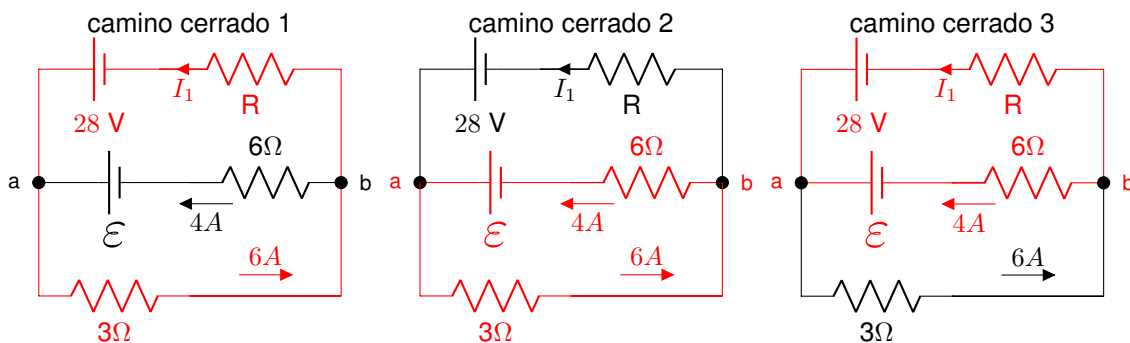 camino cerrado 1
I₁
R
28 V
6Ω
a
b
4A
ε
6A
3Ω
camino cerrado 2
I₁
R
28 V
6Ω
a
b
4A
ε
6A
3Ω
camino cerrado 3
I₁
R
28 V
6Ω
a
b
4A
ε
6A
3Ω